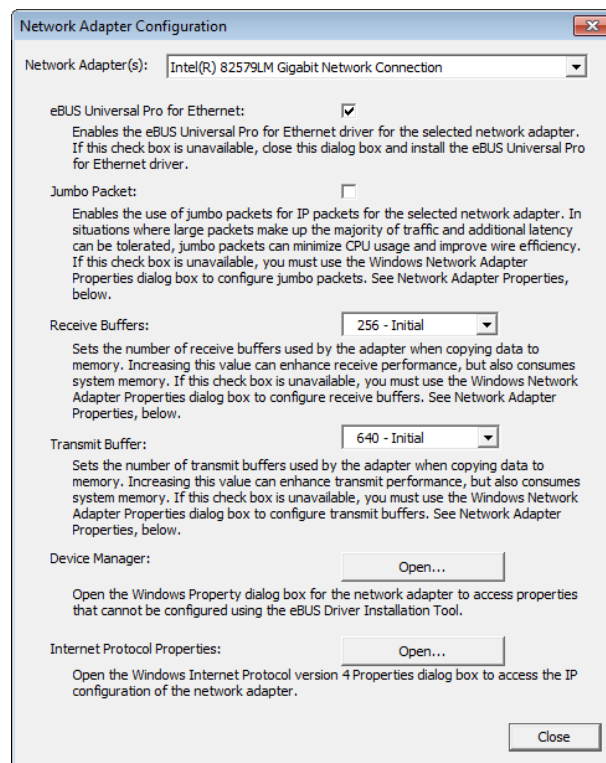 Network Adapter Configuration
Network Adapter(s): Intel(R) 82579LM Gigabit Network Connection
eBUS Universal Pro for Ethernet:
Enables the eBUS Universal Pro for Ethernet driver for the selected network adapter.
If this check box is unavailable, close this dialog box and install the eBUS Universal Pro
for Ethernet driver.
Jumbo Packet:
Enables the use of jumbo packets for IP packets for the selected network adapter. In
situations where large packets make up the majority of traffic and additional latency
can be tolerated, jumbo packets can minimize CPU usage and improve wire efficiency.
If this check box is unavailable, you must use the Windows Network Adapter
Properties dialog box to configure jumbo packets. See Network Adapter Properties,
below.
Receive Buffers: 256 - Initial
Sets the number of receive buffers used by the adapter when copying data to
memory. Increasing this value can enhance receive performance, but also consumes
system memory. If this check box is unavailable, you must use the Windows Network
Adapter Properties dialog box to configure receive buffers. See Network Adapter
Properties, below.
Transmit Buffer: 640 - Initial
Sets the number of transmit buffers used by the adapter when copying data to
memory. Increasing this value can enhance transmit performance, but also consumes
system memory. If this check box is unavailable, you must use the Windows Network
Adapter Properties dialog box to configure transmit buffers. See Network Adapter
Properties, below.
Device Manager: Open...
Open the Windows Property dialog box for the network adapter to access properties
that cannot be configured using the eBUS Driver Installation Tool.
Internet Protocol Properties: Open...
Open the Windows Internet Protocol version 4 Properties dialog box to access the IP
configuration of the network adapter.
Close